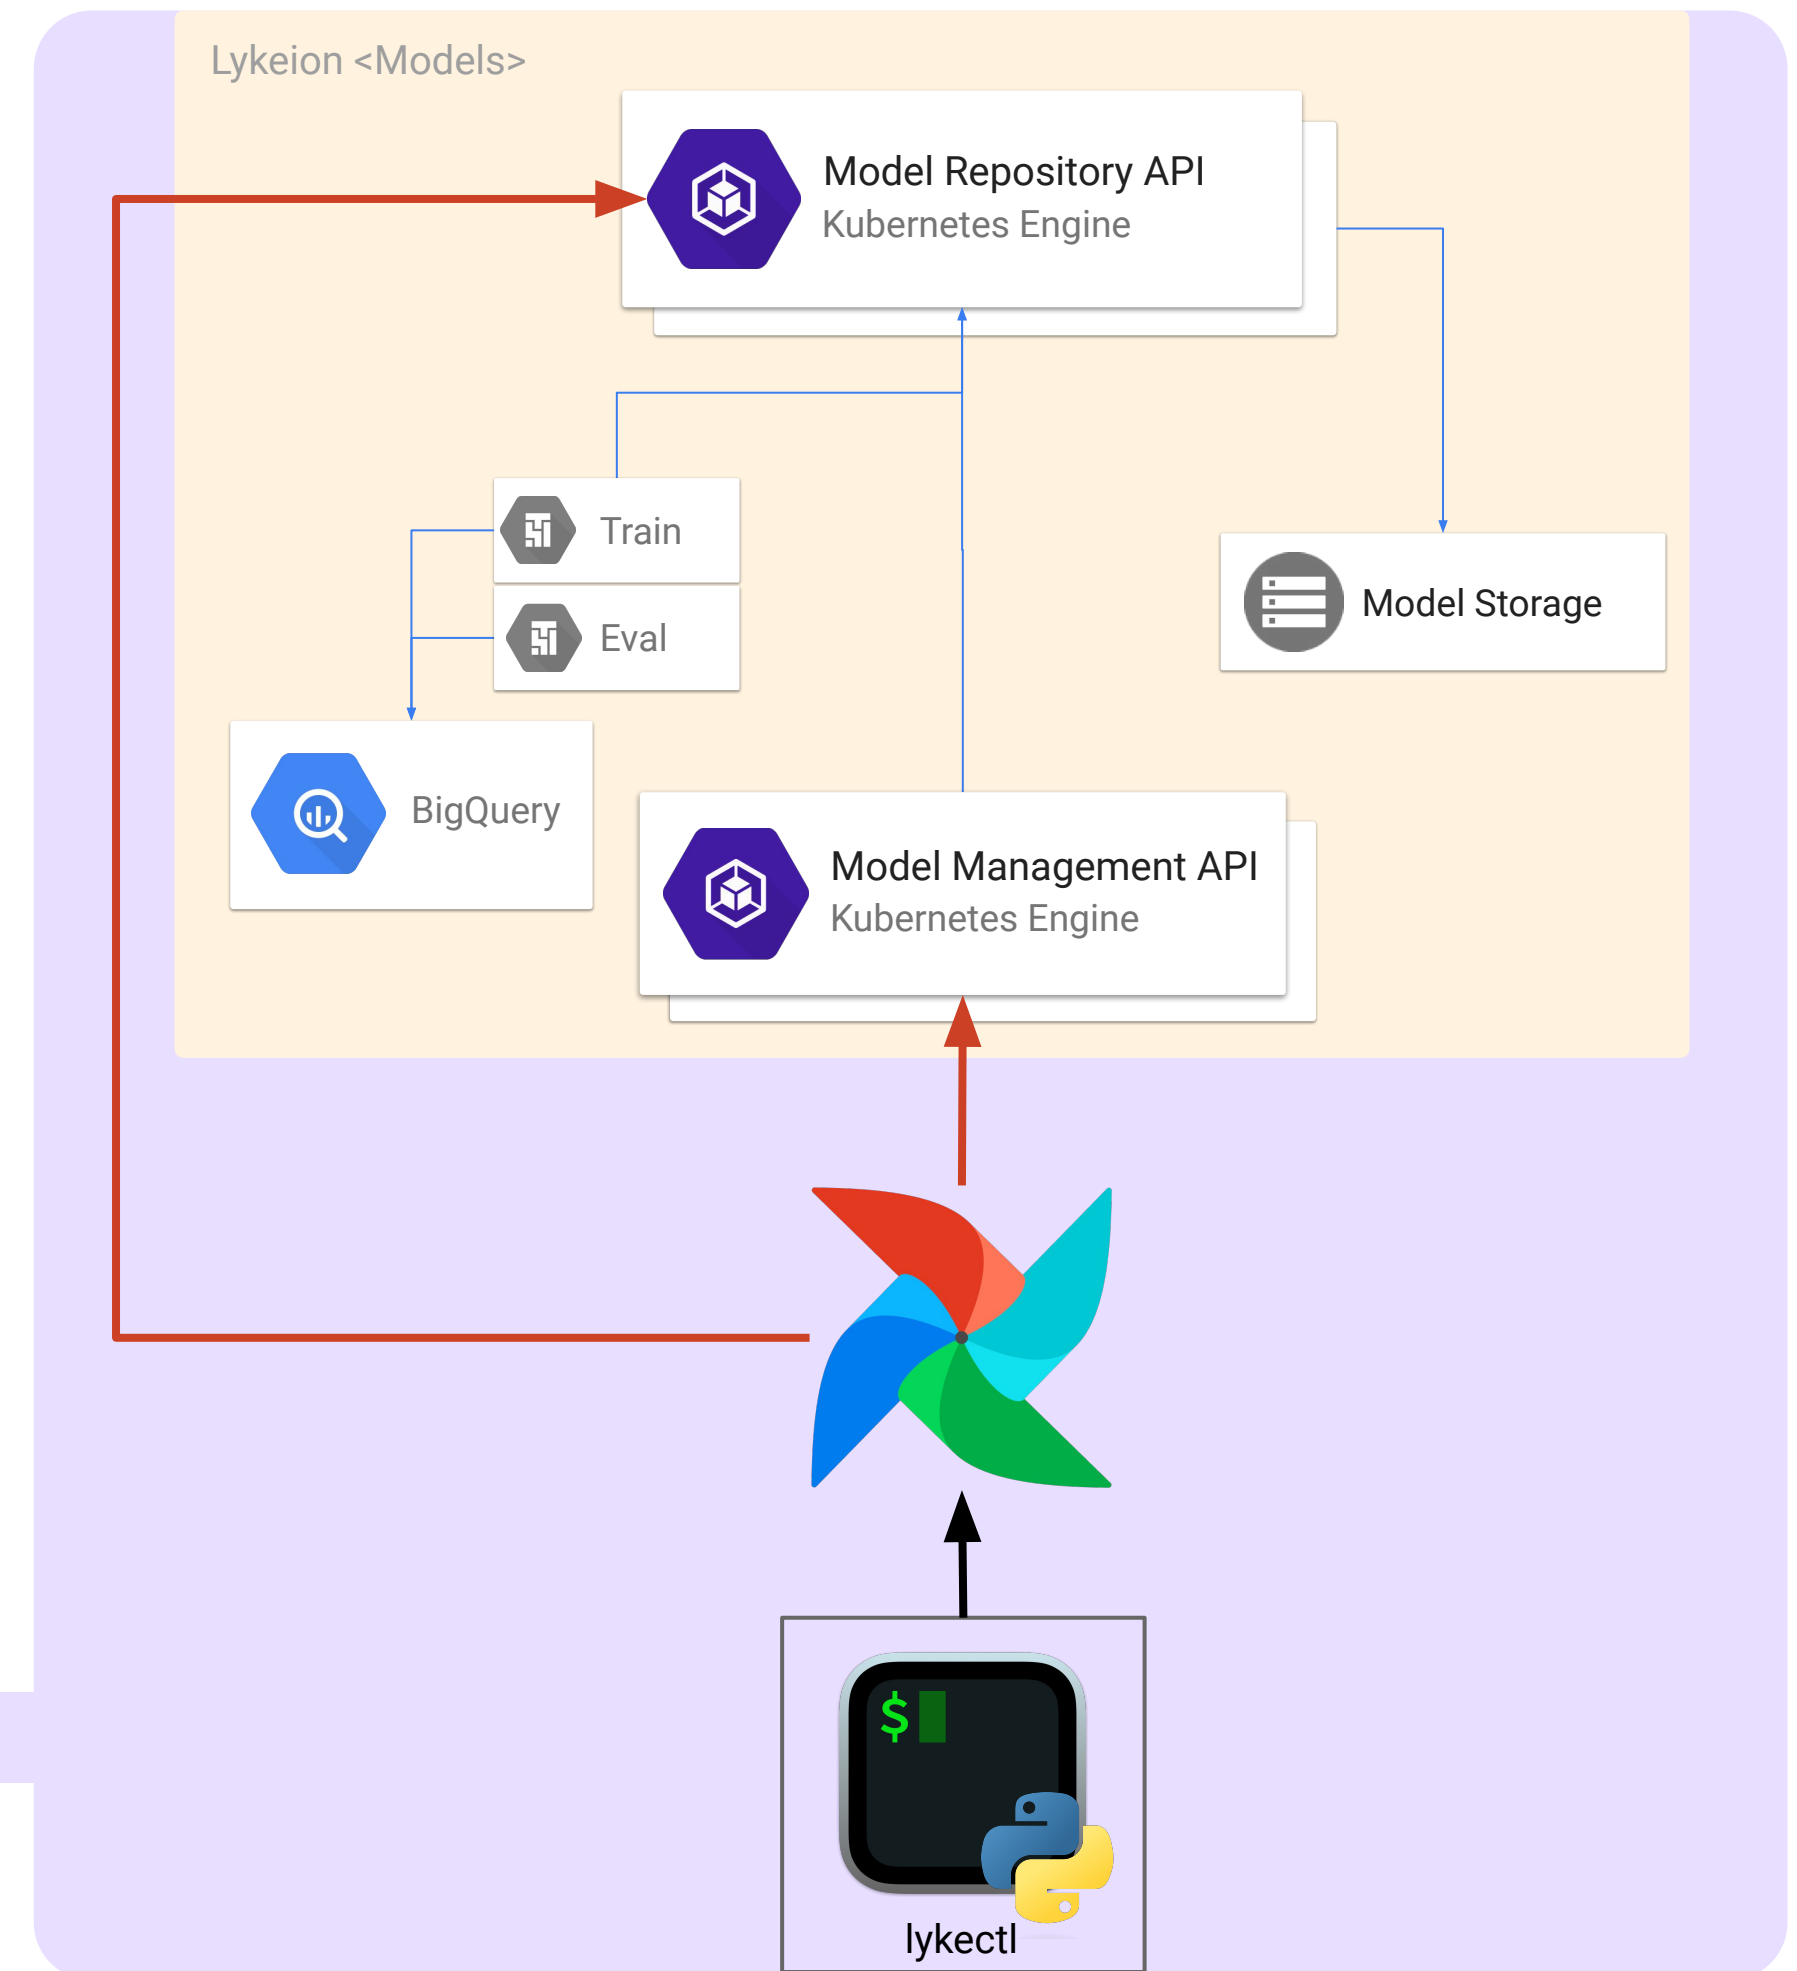 Lykeion <Models>
Model Repository API
Kubernetes Engine
Train
Eval
Model Storage
BigQuery
Model Management API
Kubernetes Engine
$
lykectl